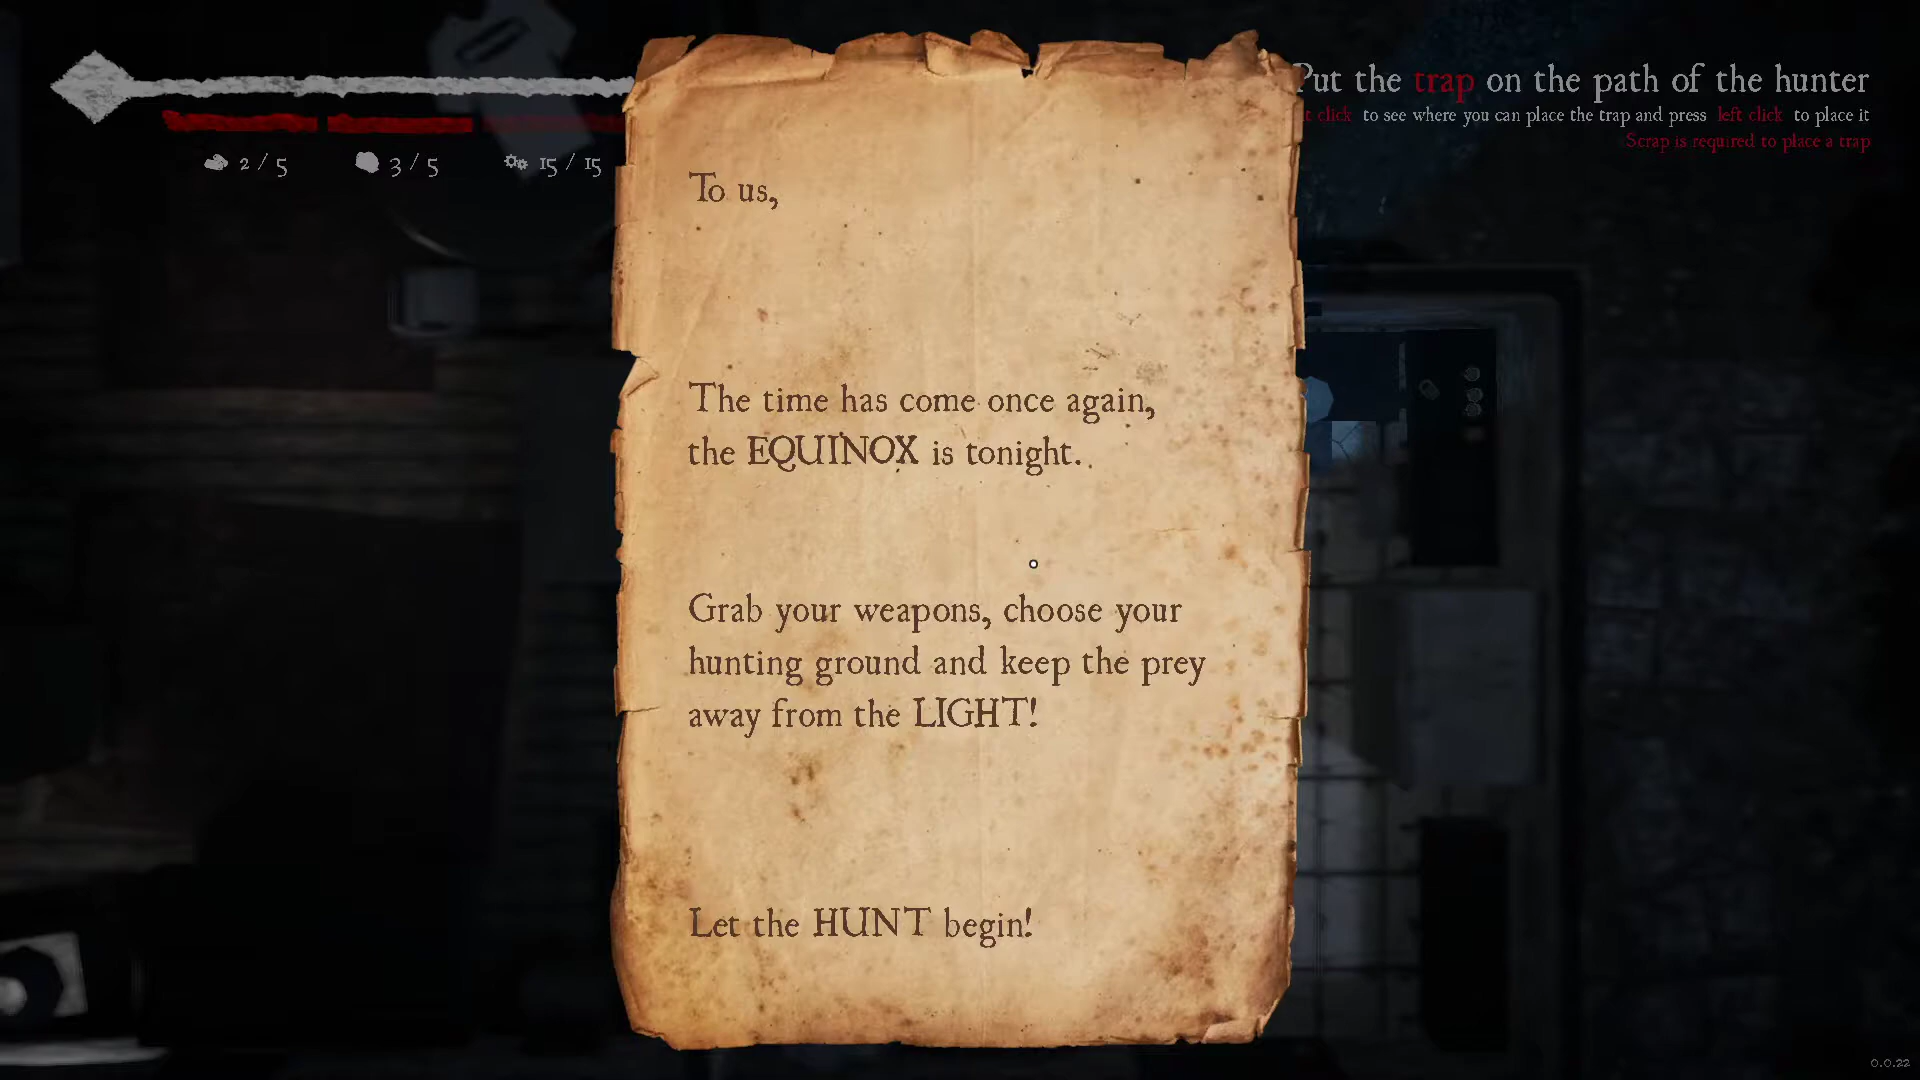 2 / 5
3 / 5
15 / 15
Put the trap on the path of the hunter
click to see where you can place the trap and press left click to place it
Scrap is required to place a trap
To us,
The time has come once again,
the EQUINOX is tonight.
Grab your weapons, choose your
hunting ground and keep the prey
away from the LIGHT!
Let the HUNT begin!
0.0.22